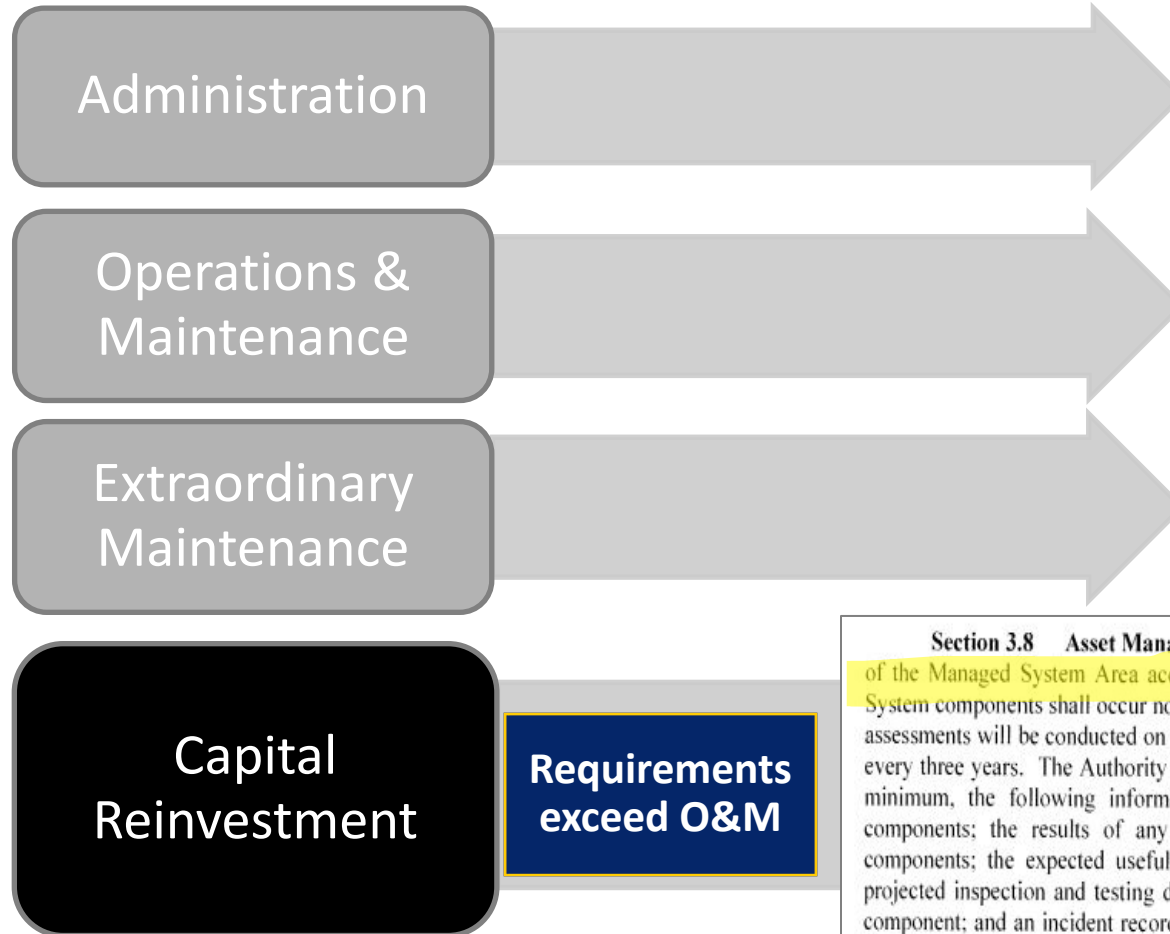 Administration
Operations &
Maintenance
Extraordinary
Maintenance
Capital
Reinvestment
Requirements
exceed O&M
Section 3.8 Asset
of the Managed System Area
System components shall occur
assessments will be conducted on
every three years. The Authority
minimum, the following
components; the results of any
components; the expected useful
projected inspection and testing
component; and an incident